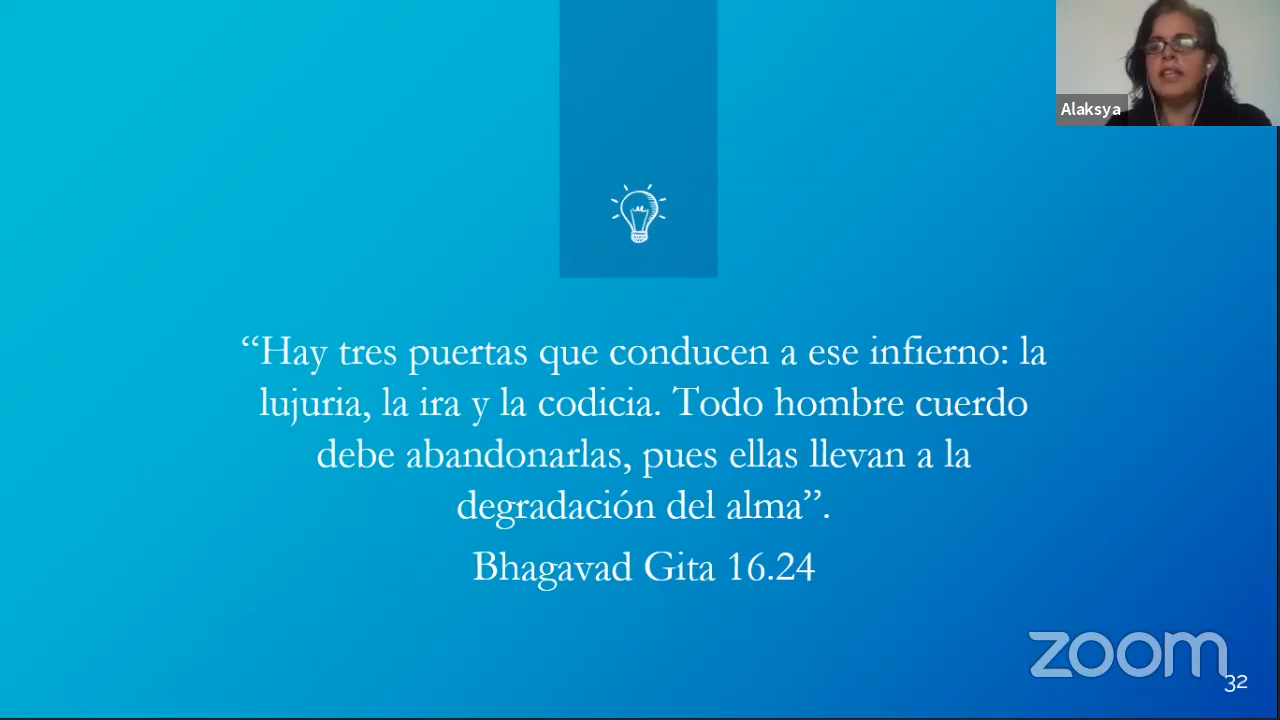 Alaksya
“Hay tres puertas que conducen a ese infierno: la
lujuria, la ira y la codicia. Todo hombre cuerdo
debe abandonarlas, pues ellas llevan a la
degradación del alma”.
Bhagavad Gita 16.24
zoom
32